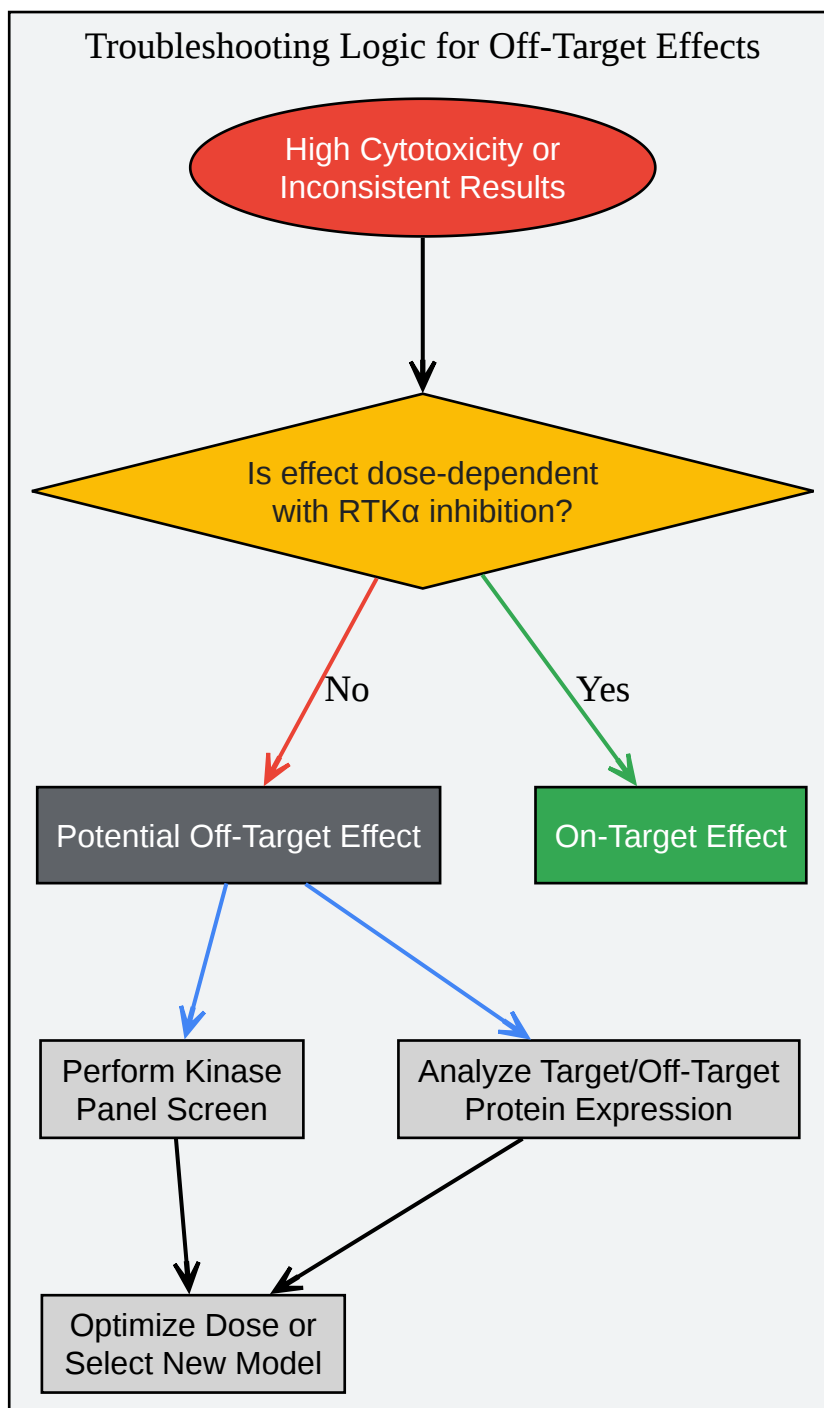 Troubleshooting Logic for Off-Target Effects
High Cytotoxicity or
Inconsistent Results
Is effect dose-dependent
with RTKα inhibition?
No
Yes
Potential Off-Target Effect
On-Target Effect
Perform Kinase
Panel Screen
Analyze Target/Off-Target
Protein Expression
Optimize Dose or
Select New Model